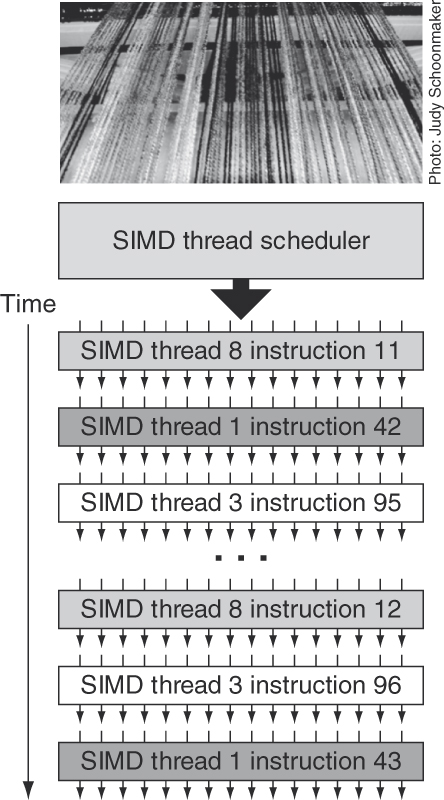 Photo: Judy Schoonmaker
SIMD thread scheduler
Time
SIMD thread 8 instruction 11
SIMD thread 1 instruction 42
SIMD thread 3 instruction 95
. . .
SIMD thread 8 instruction 12
SIMD thread 3 instruction 96
SIMD thread 1 instruction 43